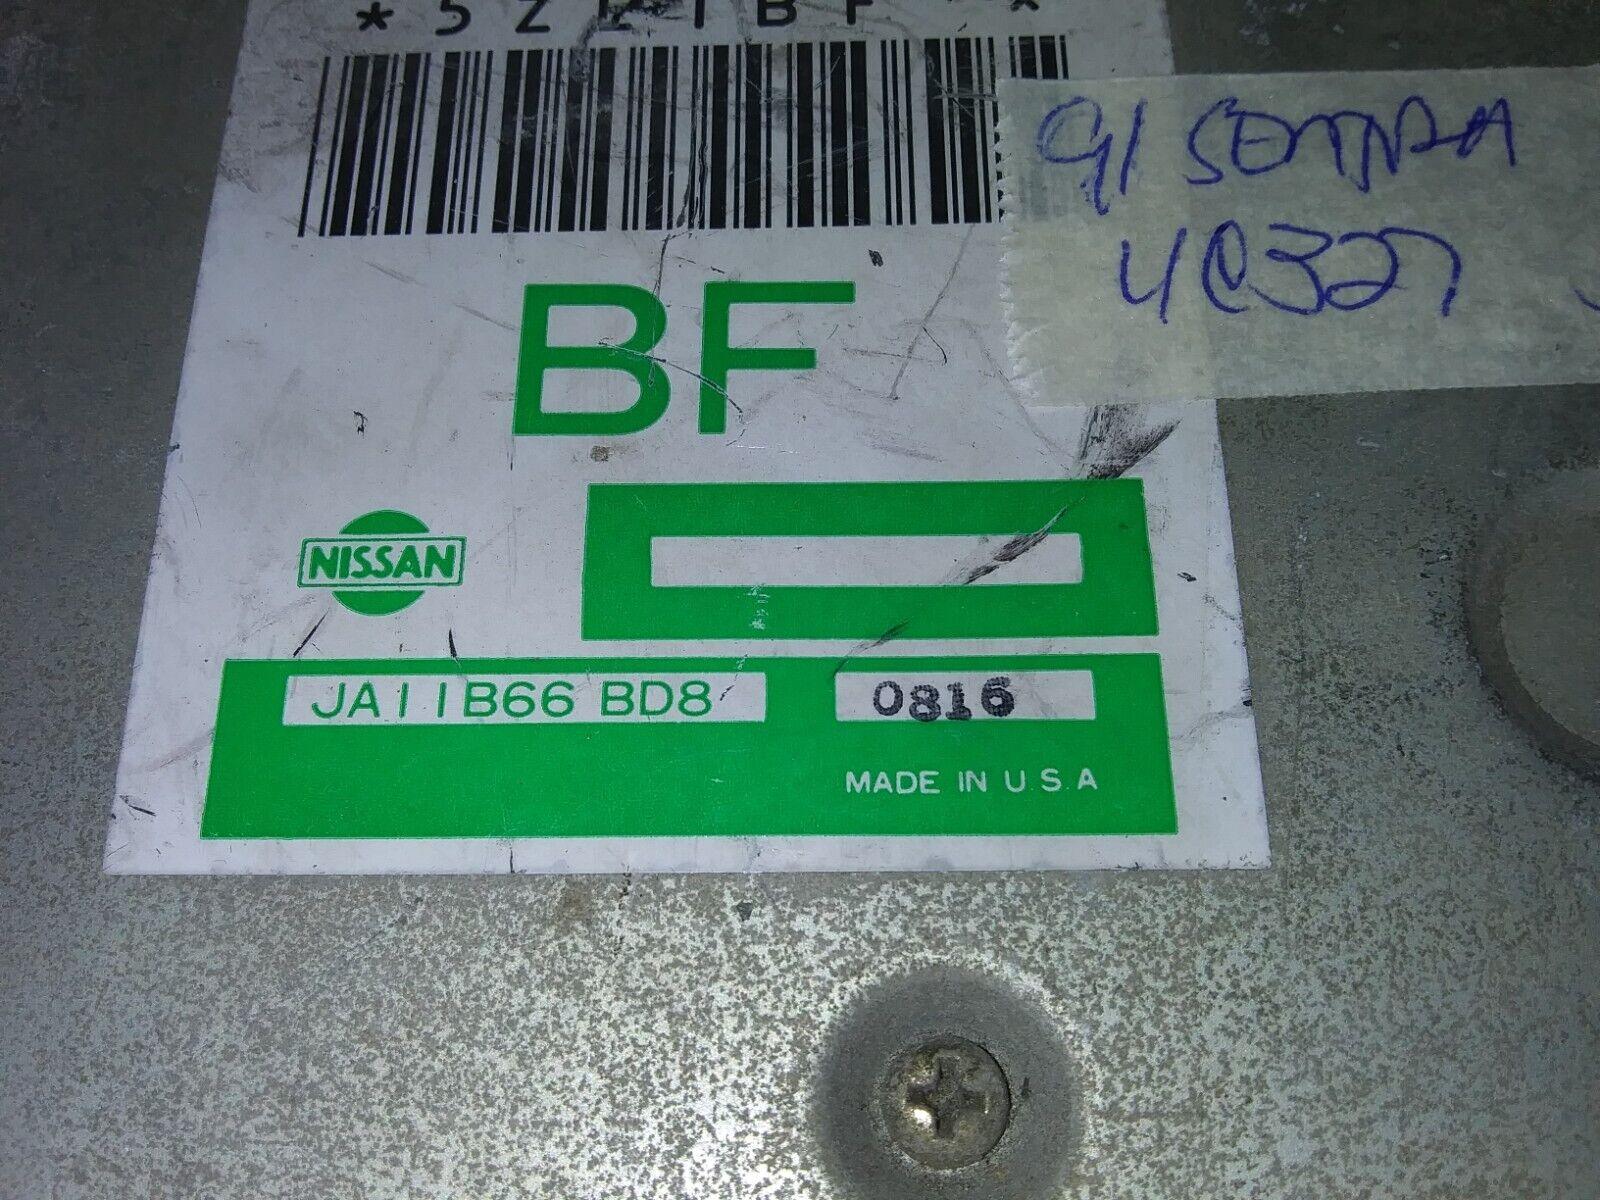 BF
91 SENTRA
4C327
NISSAN
JA11B66 BD8
0816
MADE IN U.S.A